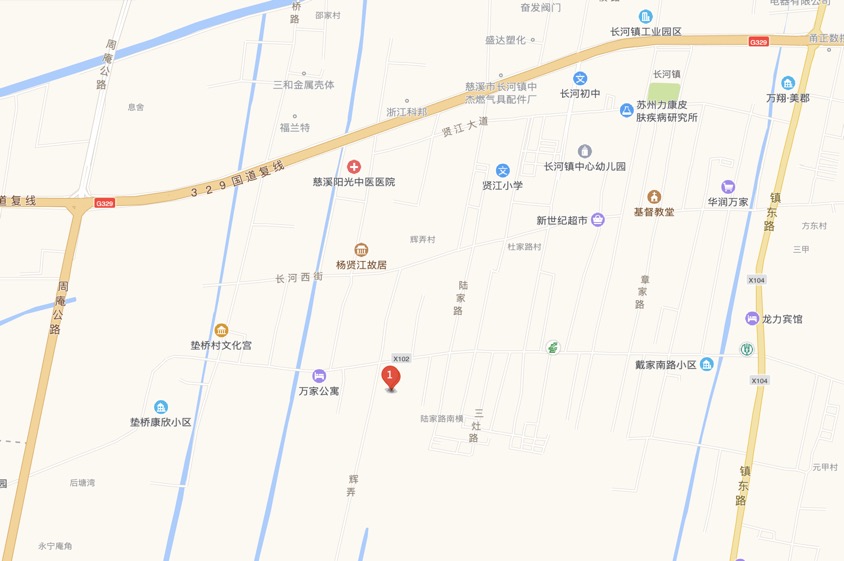 电器有限公司
奋发阀门
邵家村
桥路
长河镇工业园区
盛达塑化
G329
甬正数控
周庵公路
长河镇
三和金属壳体
长河初中
慈溪市长河镇中
杰燃气具配件厂
万翔·美郡
息舍
浙江科邦
苏州力康皮
肤疾病研究所
福兰特
贤江大道
329国道复线
长河镇中心幼儿园
慈溪阳光中医医院
贤江小学
华润万家
道复线
G329
基督教堂
镇东路
新世纪超市
方东村
辉弄村
杜家路村
三甲
杨贤江故居
长河西街
X104
陆家路
章家路
周庵公路
龙力宾馆
垫桥村文化宫
X102
戴家南路小区
1
万家公寓
X104
垫桥康欣小区
陆家路南横
三灶路
元甲村
园
后塘湾
辉弄
镇东路
永宁庵角